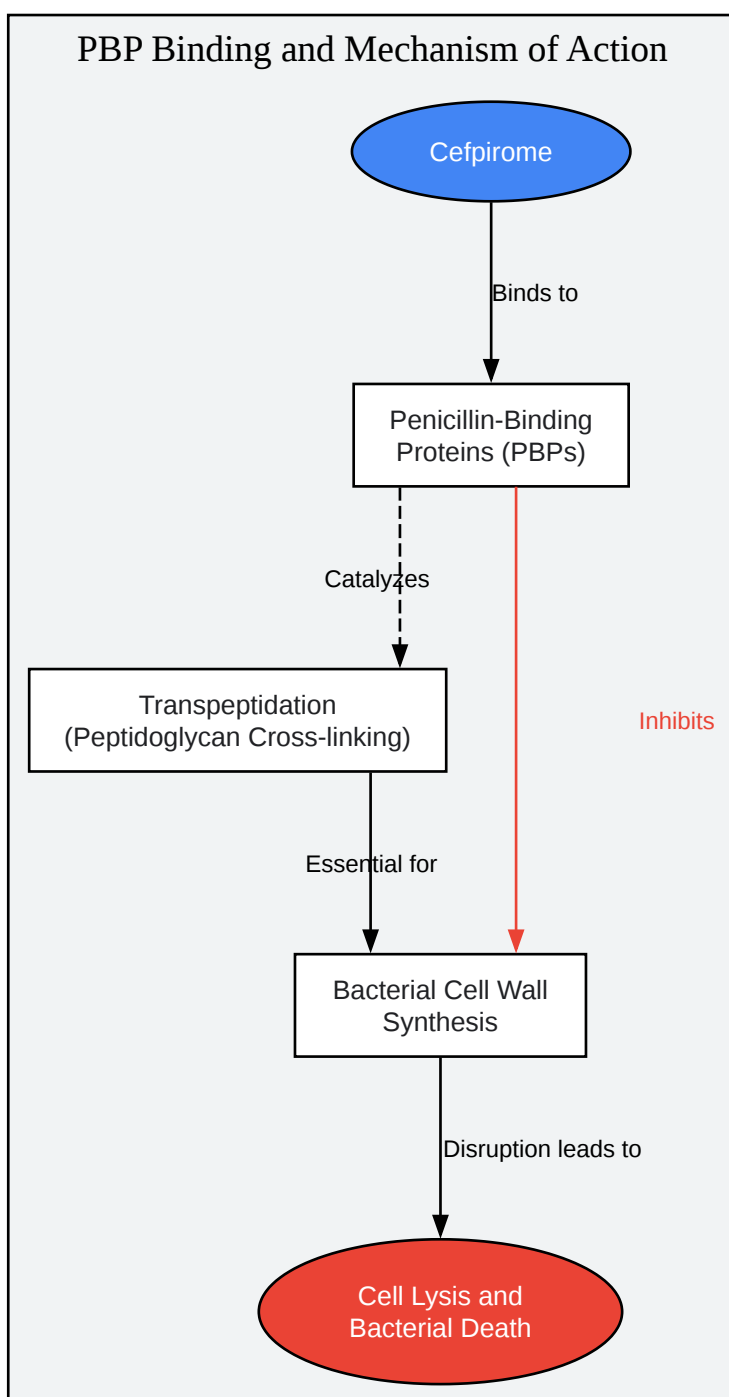 PBP Binding and Mechanism of Action
Cefpirome
Binds to
Penicillin-Binding
Proteins (PBPs)
Catalyzes
Transpeptidation
(Peptidoglycan Cross-linking)
Inhibits
Essential for
Bacterial Cell Wall
Synthesis
Disruption leads to
Cell Lysis and
Bacterial Death